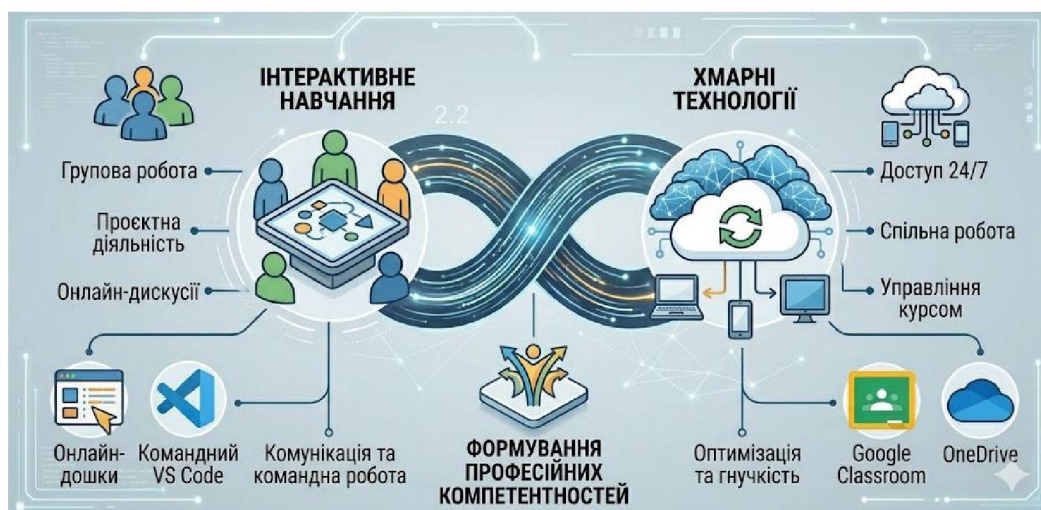 ІНТЕРАКТИВНЕ
НАВЧАННЯ
ХМАРНІ
ТЕХНОЛОГІЇ
2.2
Групова робота
Проєктна
діяльність
Онлайн-дискусії
Доступ 24/7
Спільна робота
Управління
курсом
Онлайн-
дошки
Командний
VS Code
Комунікація та
командна робота
ФОРМУВАННЯ
ПРОФЕСІЙНИХ
КОМПЕТЕНТНОСТЕЙ
Оптимізація
та гнучкість
Google
Classroom
OneDrive